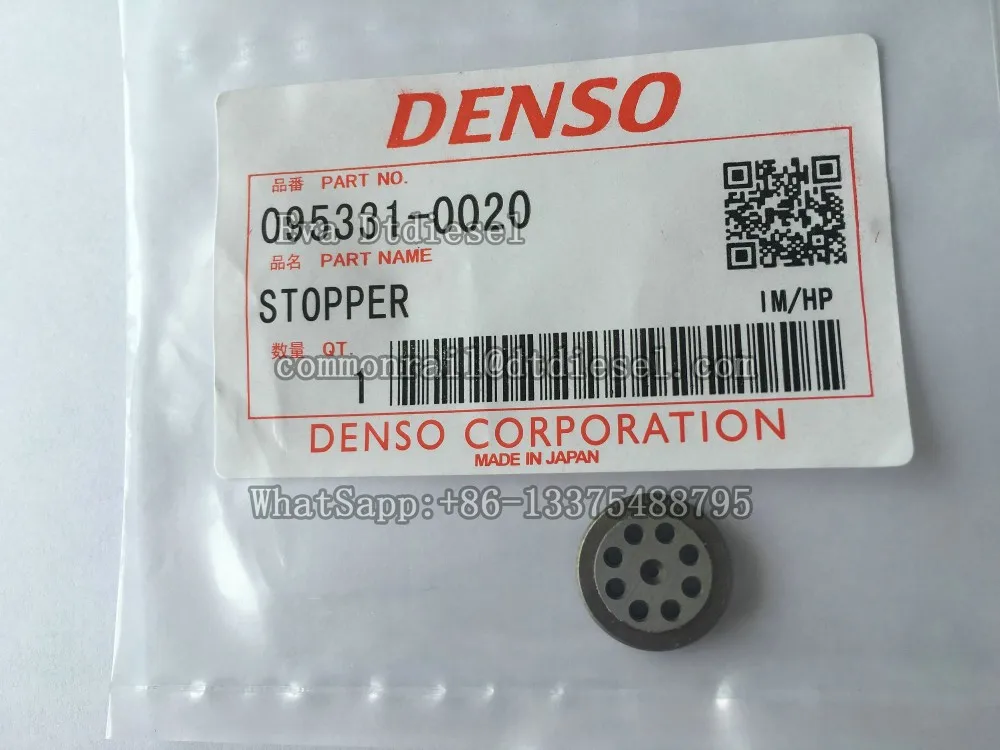 DENSO
品番 PART NO.
095331-0020
Eva Dtdiesel
品名 PART NAME
STOPPER
IM/HP
数量 QT.
1
commonrail@dtdiesel.com
DENSO CORPORATION
MADE IN JAPAN
WhatSapp:+86-13375498795